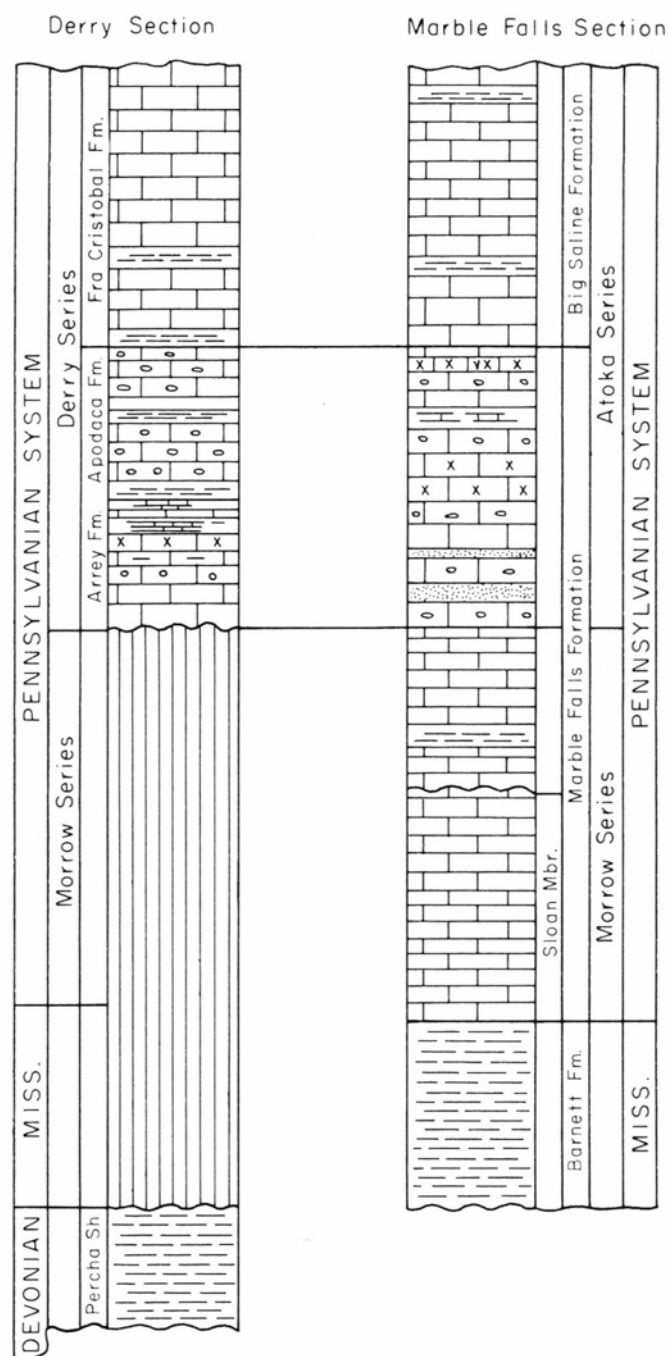 Derry Section
Marble Falls Section
PENNSYLVANIAN SYSTEM
MISS.
DEVONIAN
Derry Series
Morrow Series
Fra Cristobal Fm.
Apodaca Fm.
Arrey Fm.
Percha Sh
Sloan Mbr.
Big Saline Formation
Marble Falls Formation
Barnett Fm.
Atoka Series
Morrow Series
PENNSYLVANIAN SYSTEM
MISS.